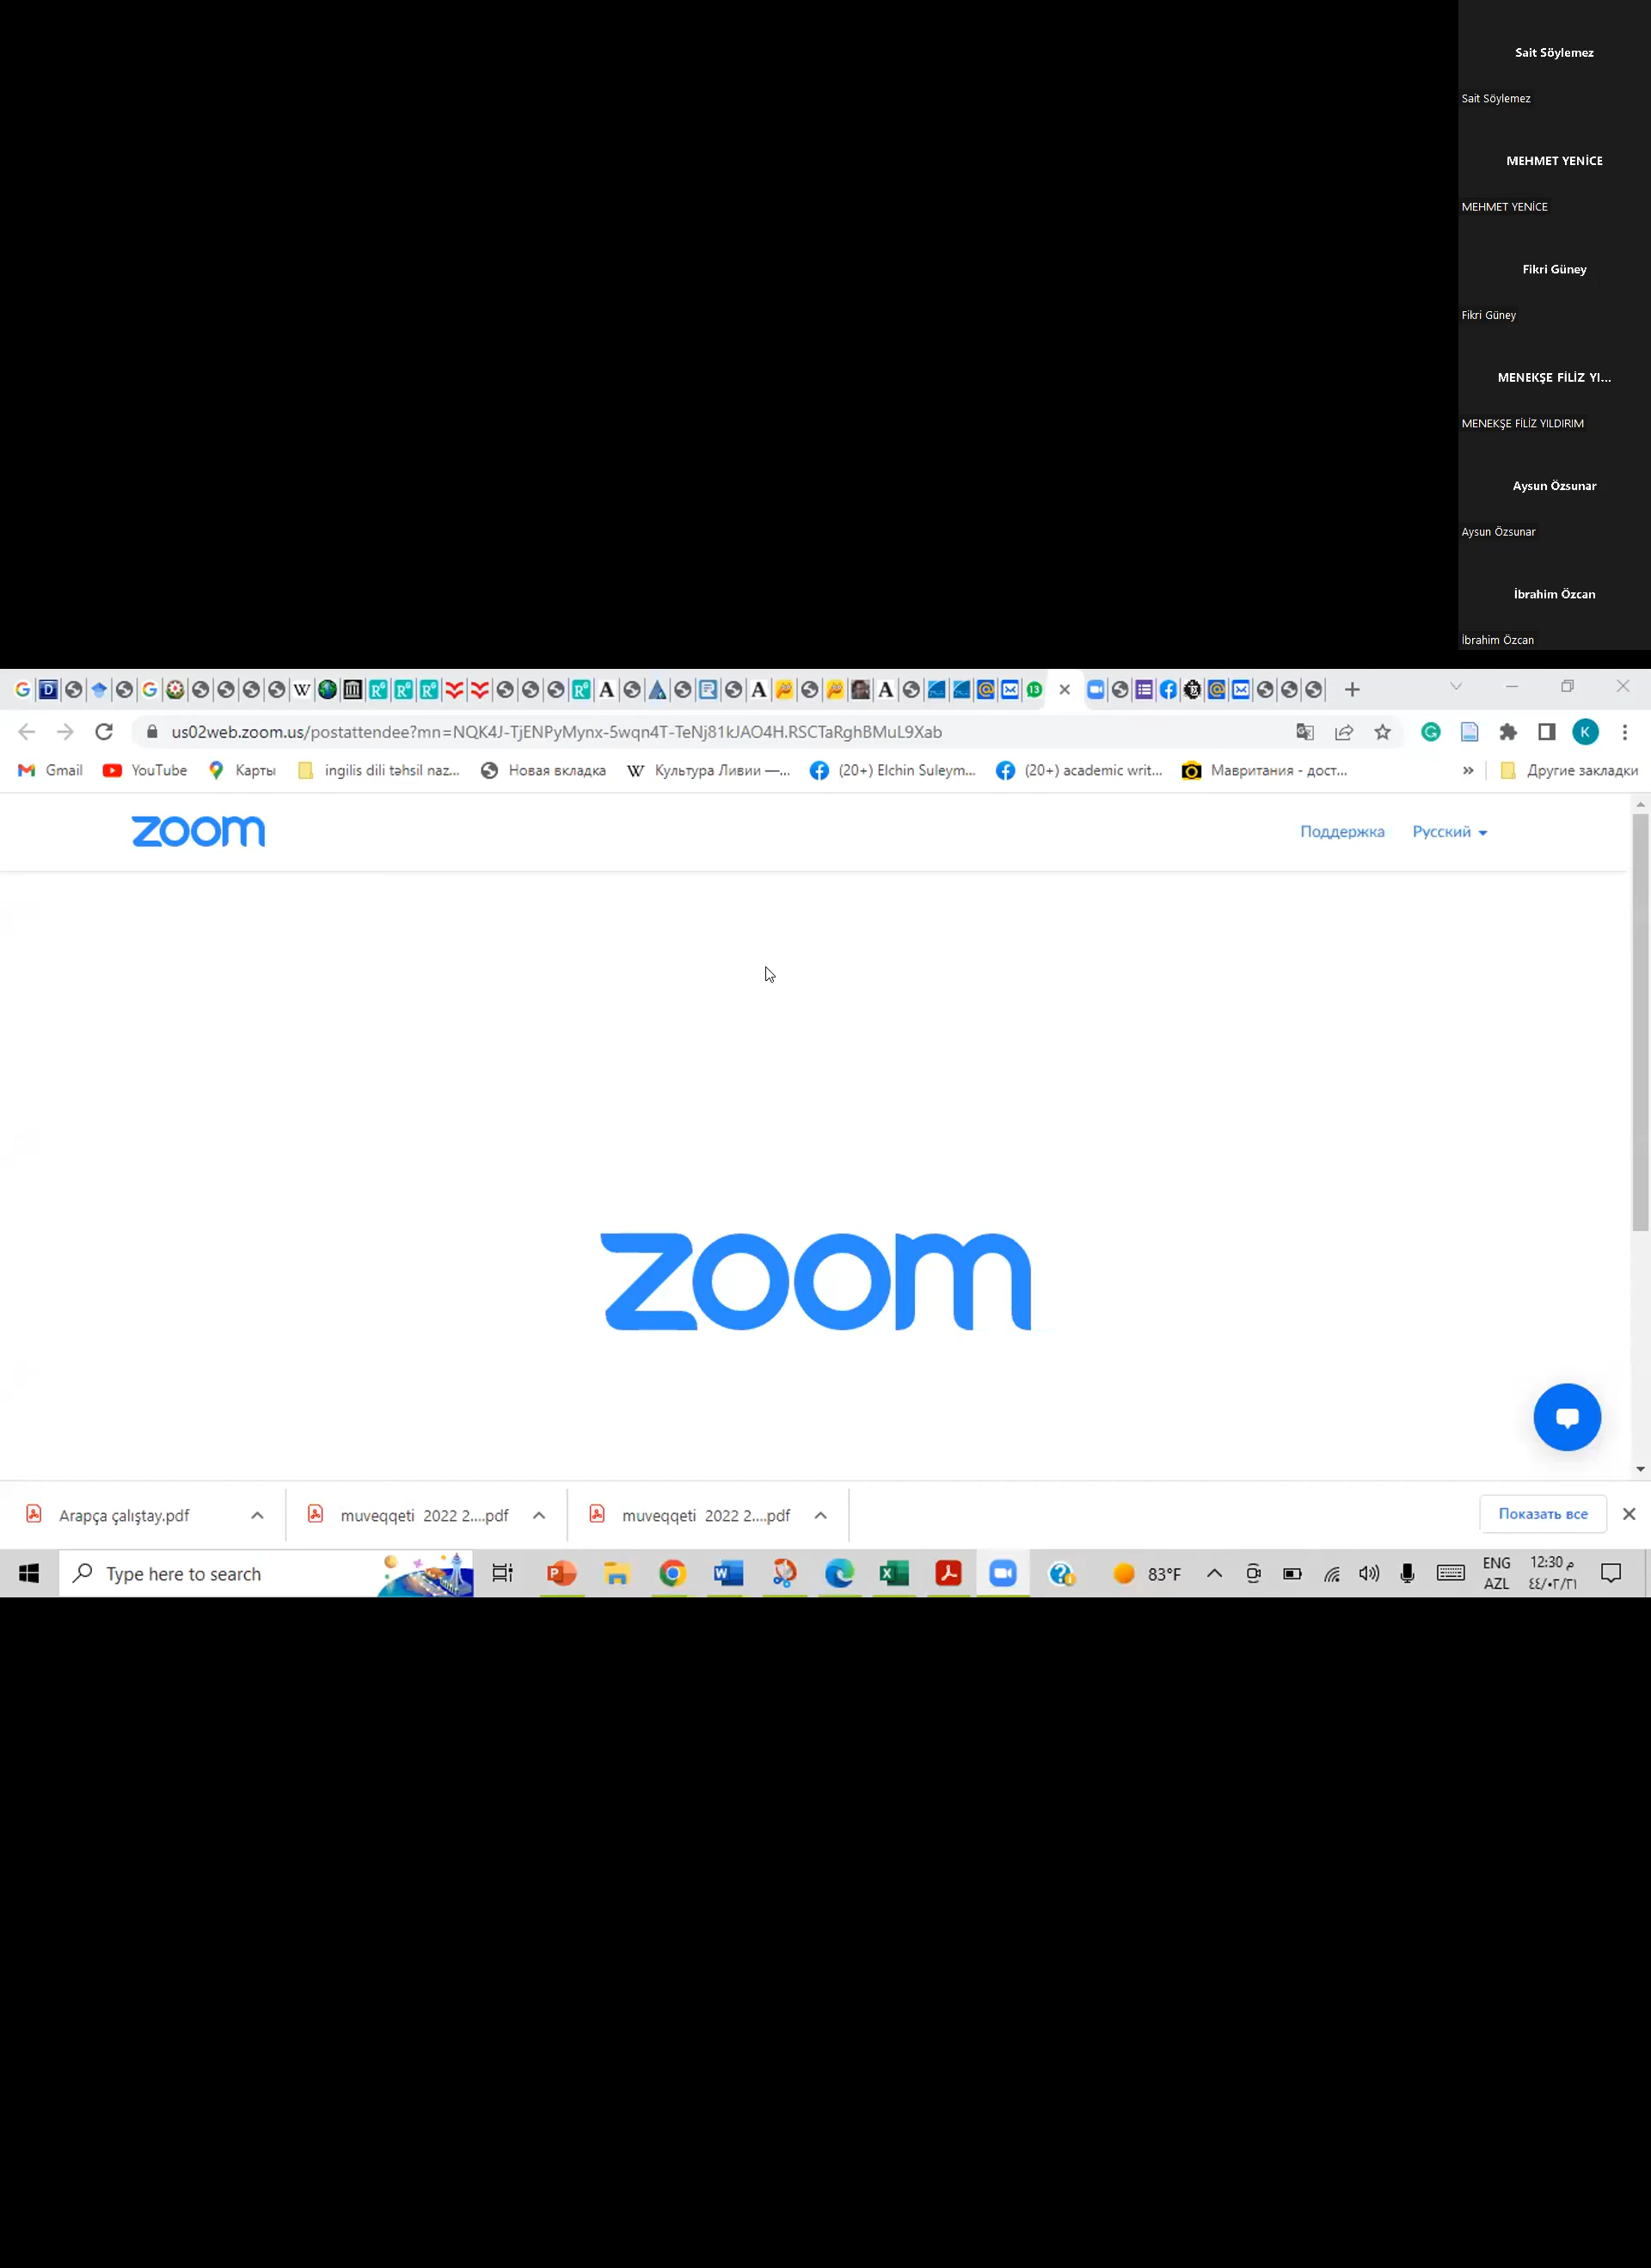 Sait Söylemez
Sait Söylemez
MEHMET YENİCE
MEHMET YENİCE
Fikri Güney
Fikri Güney
MENEKŞE FİLİZ YI...
MENEKŞE FİLİZ YILDIRIM
Aysun Özsunar
Aysun Özsunar
İbrahim Özcan
İbrahim Özcan
us02web.zoom.us/postattendee?mn=NQK4J-TjENPyMynx-5wqn4T-TeNj81kJAO4H.RSCTaRghBMuL9Xab
K
Gmail YouTube Карты ingilis dili təhsil naz... Новая вкладка Культура Ливии —... (20+) Elchin Suleym... (20+) academic writ... Мавритания - дост... » Другие закладки
zoom Поддержка Русский
zoom
Arapça çalıştay.pdf muveqqeti 2022 2....pdf muveqqeti 2022 2....pdf Показать все
Type here to search 83°F ENG 12:30 م
AZL ٤٤/٠٢/٢١